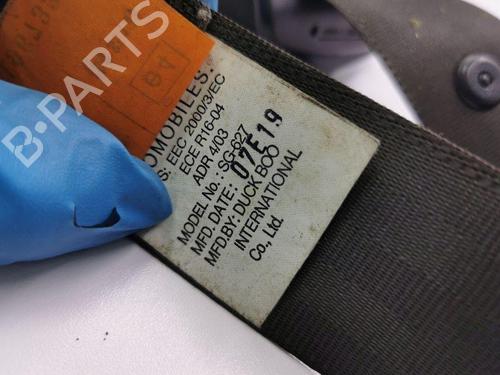 OMOBILES
S: EEC 2000/3/EC
ECE R16-04
ADR 4/03
MODEL No.: SG-627
MFD. DATE: 07E19
MFD.BY: DUCK BOO
INTERNATIONAL
Co., Ltd.
B-PARTS